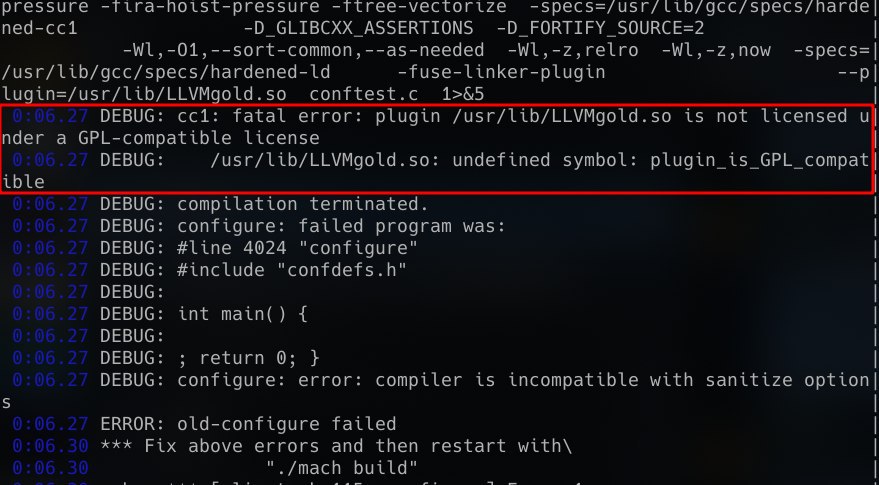 pressure -fira-hoist-pressure -ftree-vectorize  -specs=/usr/lib/gcc/specs/harde|
ned-cc1               -D_GLIBCXX_ASSERTIONS  -D_FORTIFY_SOURCE=2               |
           -Wl,-O1,--sort-common,--as-needed  -Wl,-z,relro  -Wl,-z,now  -specs=|
/usr/lib/gcc/specs/hardened-ld      -fuse-linker-plugin                     --p|
lugin=/usr/lib/LLVMgold.so  conftest.c  1>&5                                   |
 0:06.27 DEBUG: cc1: fatal error: plugin /usr/lib/LLVMgold.so is not licensed u|
nder a GPL-compatible license                                                  |
 0:06.27 DEBUG:    /usr/lib/LLVMgold.so: undefined symbol: plugin_is_GPL_compat|
ible                                                                           |
 0:06.27 DEBUG: compilation terminated.                                        |
 0:06.27 DEBUG: configure: failed program was:                                 |
 0:06.27 DEBUG: #line 4024 "configure"                                         |
 0:06.27 DEBUG: #include "confdefs.h"                                          |
 0:06.27 DEBUG:                                                                |
 0:06.27 DEBUG: int main() {                                                   |
 0:06.27 DEBUG:                                                                |
 0:06.27 DEBUG: ; return 0; }                                                  |
 0:06.27 DEBUG: configure: error: compiler is incompatible with sanitize option|
s                                                                              |
 0:06.27 ERROR: old-configure failed                                           |
 0:06.30 *** Fix above errors and then restart with\                           |
 0:06.30                "./mach build"                                         |